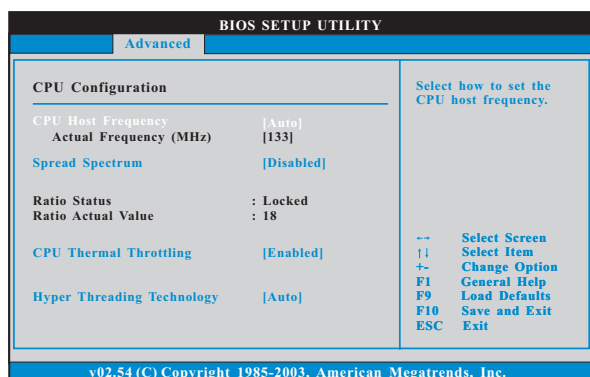 BIOS SETUP UTILITY
Advanced
CPU Configuration
CPU Host Frequency [Auto]
Actual Frequency (MHz) [133]
Spread Spectrum [Disabled]
Ratio Status : Locked
Ratio Actual Value : 18
CPU Thermal Throttling [Enabled]
Hyper Threading Technology [Auto]
Select how to set the
CPU host frequency.
←→ Select Screen
↑↓ Select Item
+- Change Option
F1 General Help
F9 Load Defaults
F10 Save and Exit
ESC Exit
v02.54 (C) Copyright 1985-2003, American Megatrends, Inc.